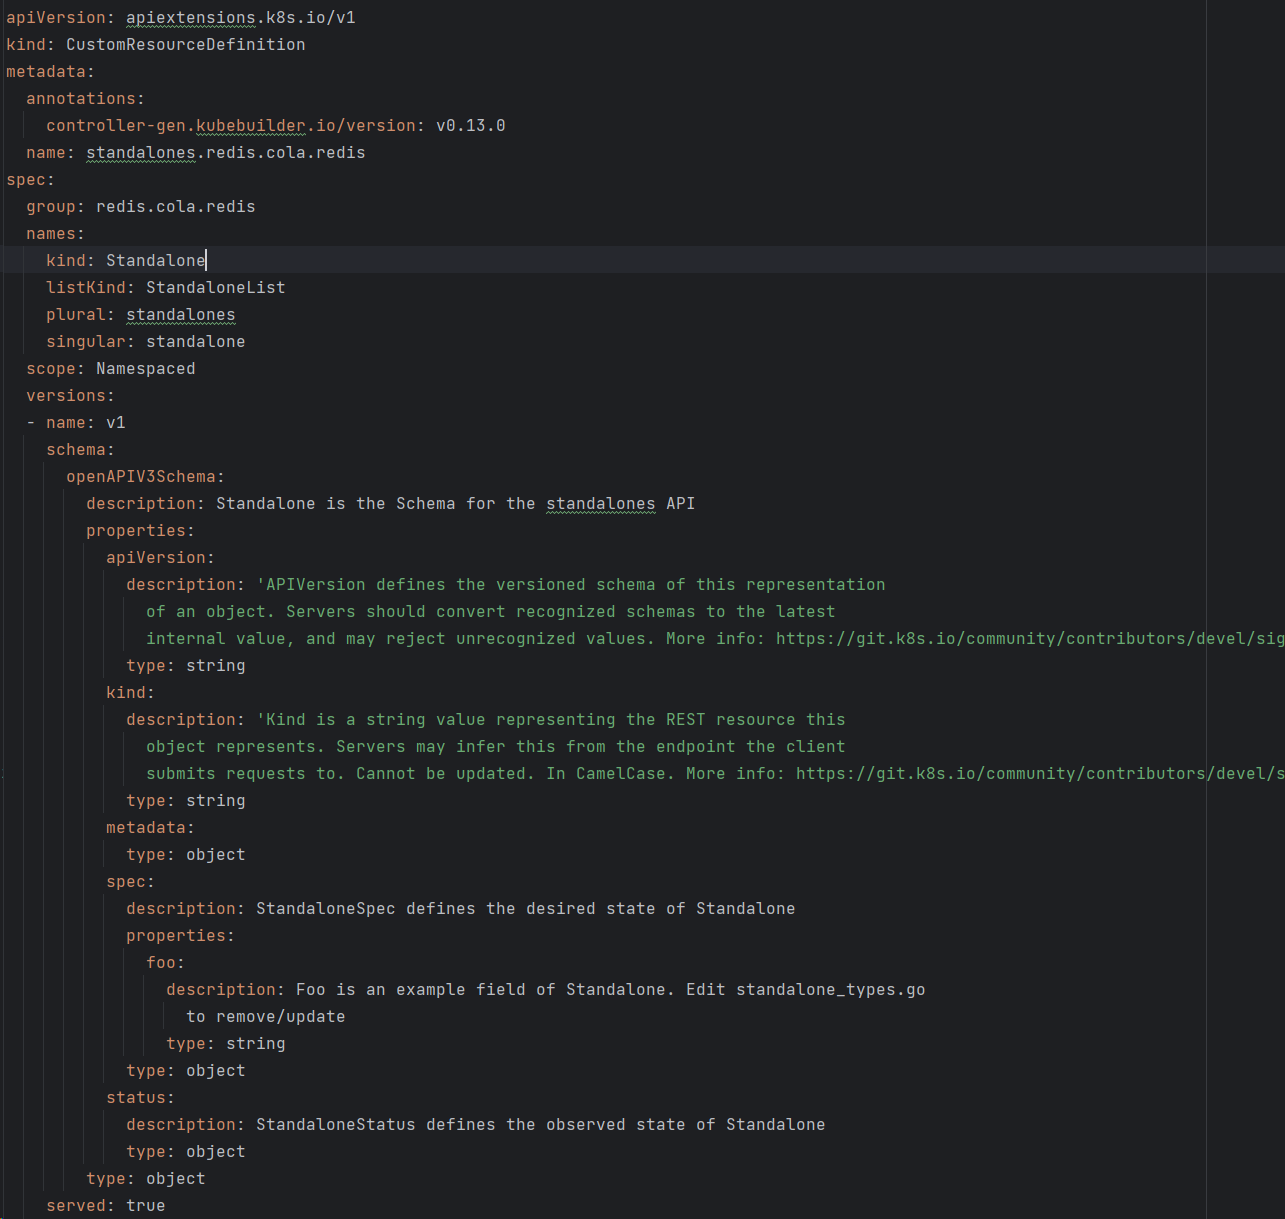 apiVersion: apiextensions.k8s.io/v1
kind: CustomResourceDefinition
metadata:
  annotations:
    controller-gen.kubebuilder.io/version: v0.13.0
  name: standalones.redis.cola.redis
spec:
  group: redis.cola.redis
  names:
    kind: Standalone
    listKind: StandaloneList
    plural: standalones
    singular: standalone
  scope: Namespaced
  versions:
  - name: v1
    schema:
      openAPIV3Schema:
        description: Standalone is the Schema for the standalones API
        properties:
          apiVersion:
            description: 'APIVersion defines the versioned schema of this representation
              of an object. Servers should convert recognized schemas to the latest
              internal value, and may reject unrecognized values. More info: https://git.k8s.io/community/contributors/devel/sig
            type: string
          kind:
            description: 'Kind is a string value representing the REST resource this
              object represents. Servers may infer this from the endpoint the client
              submits requests to. Cannot be updated. In CamelCase. More info: https://git.k8s.io/community/contributors/devel/s
            type: string
          metadata:
            type: object
          spec:
            description: StandaloneSpec defines the desired state of Standalone
            properties:
              foo:
                description: Foo is an example field of Standalone. Edit standalone_types.go
                  to remove/update
                type: string
            type: object
          status:
            description: StandaloneStatus defines the observed state of Standalone
            type: object
        type: object
    served: true